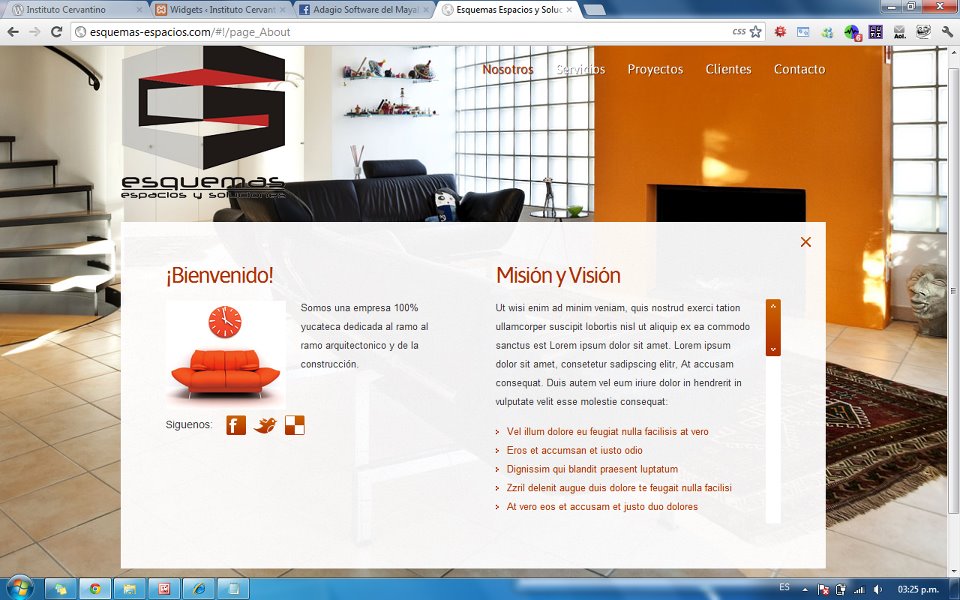 Instituto Cervantino
Widgets ‹ Instituto Cervant
Adagio Software del Mayab
Esquemas Espacios y Soluc
esquemas-espacios.com/#!/page_About
css
Nosotros
Servicios
Proyectos
Clientes
Contacto
esquemas
espacios y soluciones
¡Bienvenido!
Somos una empresa 100%
yucateca dedicada al ramo al
ramo arquitectonico y de la
construcción.
Siguenos:
Misión y Visión
Ut wisi enim ad minim veniam, quis nostrud exerci tation
ullamcorper suscipit lobortis nisl ut aliquip ex ea commodo
sanctus est Lorem ipsum dolor sit amet. Lorem ipsum
dolor sit amet, consetetur sadipscing elitr, At accusam
consequat. Duis autem vel eum iriure dolor in hendrerit in
vulputate velit esse molestie consequat:
Vel illum dolore eu feugiat nulla facilisis at vero
Eros et accumsan et iusto odio
Dignissim qui blandit praesent luptatum
Zzril delenit augue duis dolore te feugait nulla facilisi
At vero eos et accusam et justo duo dolores
ES
03:25 p.m.